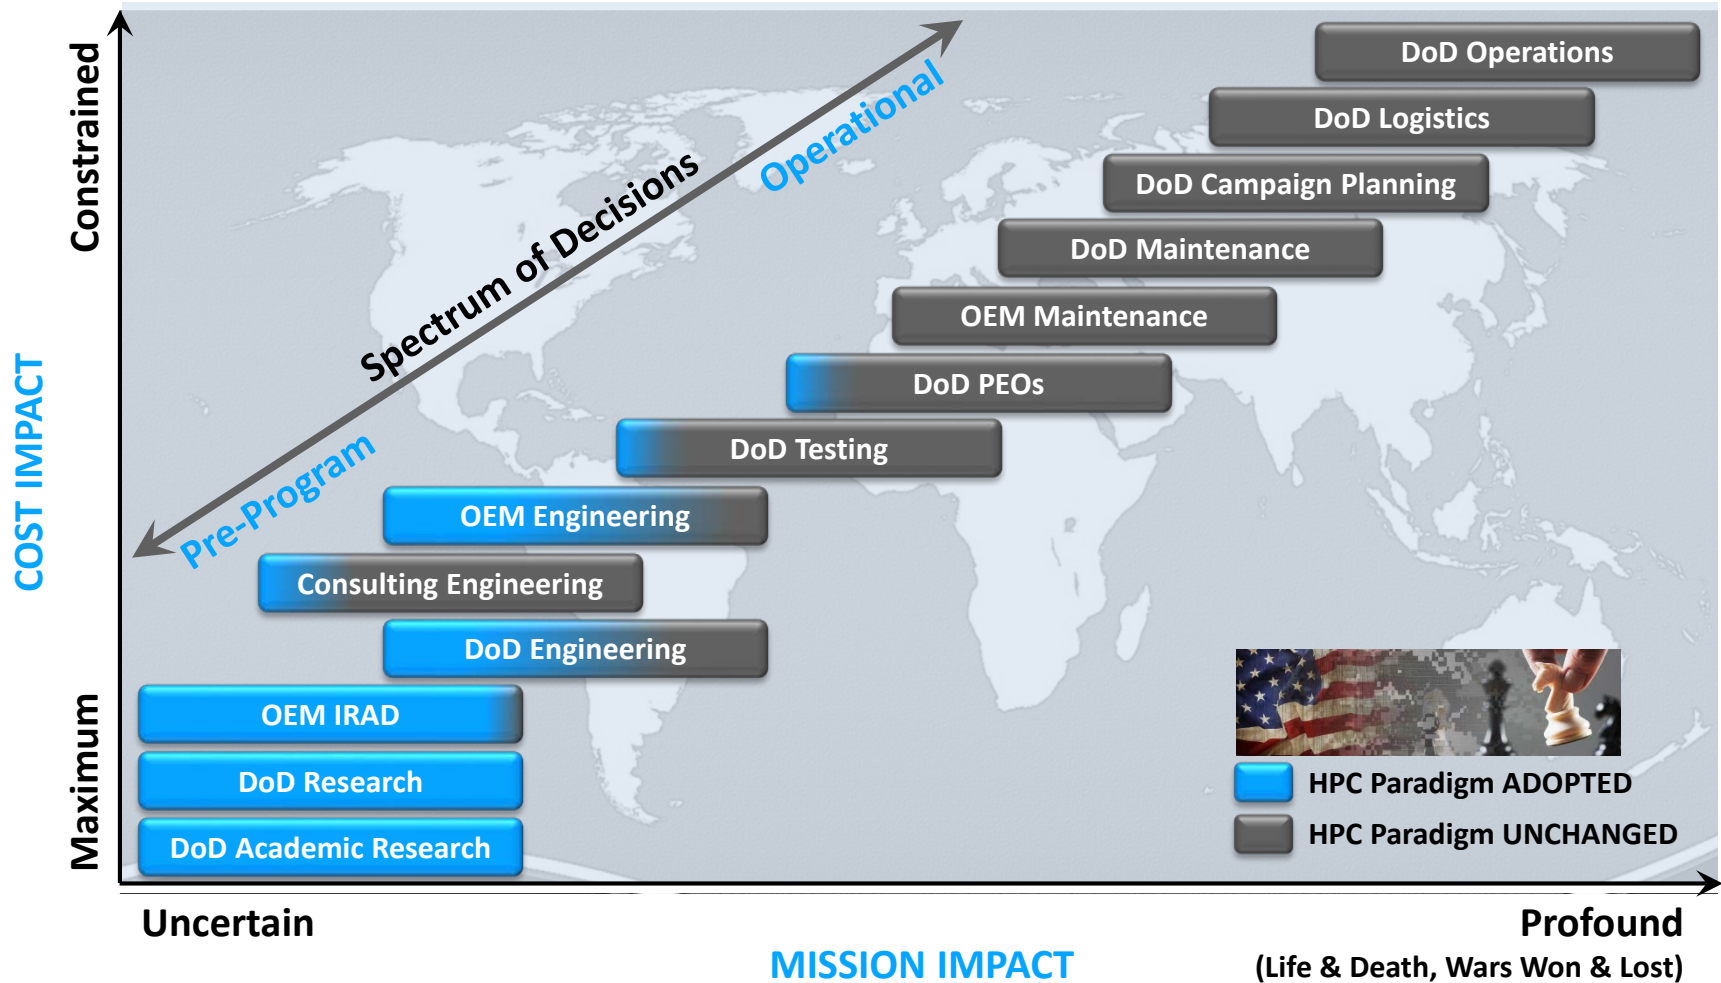 Constrained
COST IMPACT
Maximum
Spectrum of Decisions
Operational
Pre-Program
DoD Operations
DoD Logistics
DoD Campaign Planning
DoD Maintenance
OEM Maintenance
DoD PEOs
DoD Testing
OEM Engineering
Consulting Engineering
DoD Engineering
OEM IRAD
DoD Research
DoD Academic Research
HPC Paradigm ADOPTED
HPC Paradigm UNCHANGED
Uncertain
Profound
MISSION IMPACT
(Life & Death, Wars Won & Lost)